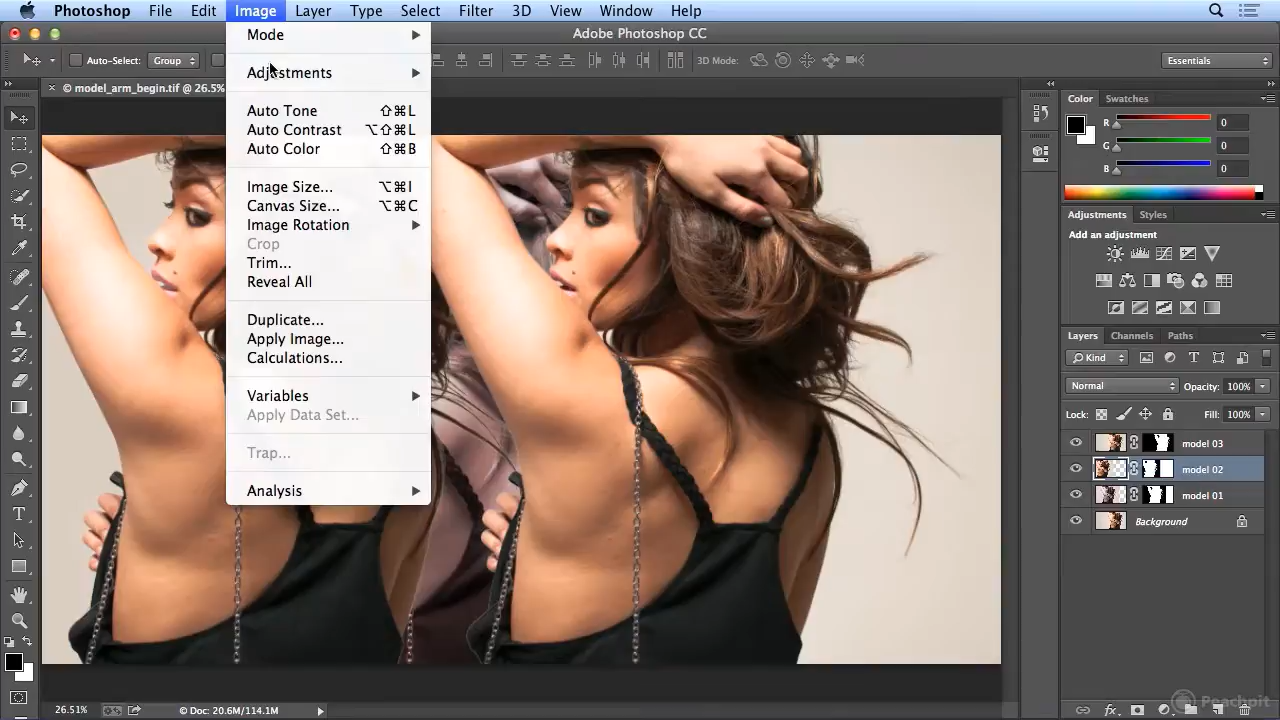 Photoshop File Edit Image Layer Type Select Filter 3D View Window Help
Adobe Photoshop CC
Auto-Select: Group 3D Mode: Essentials
× © model_arm_begin.tif @ 26.5%
Mode
Adjustments
Auto Tone ⇧⌘L
Auto Contrast ⌥⇧⌘L
Auto Color ⇧⌘B
Image Size... ⌥⌘I
Canvas Size... ⌥⌘C
Image Rotation
Crop
Trim...
Reveal All
Duplicate...
Apply Image...
Calculations...
Variables
Apply Data Set...
Trap...
Analysis
Color Swatches
R 0
G 0
B 0
Adjustments Styles
Add an adjustment
Layers Channels Paths
Kind
Normal Opacity: 100%
Lock: Fill: 100%
model 03
model 02
model 01
Background
26.51% © Doc: 20.6M/114.1M
Peachpit